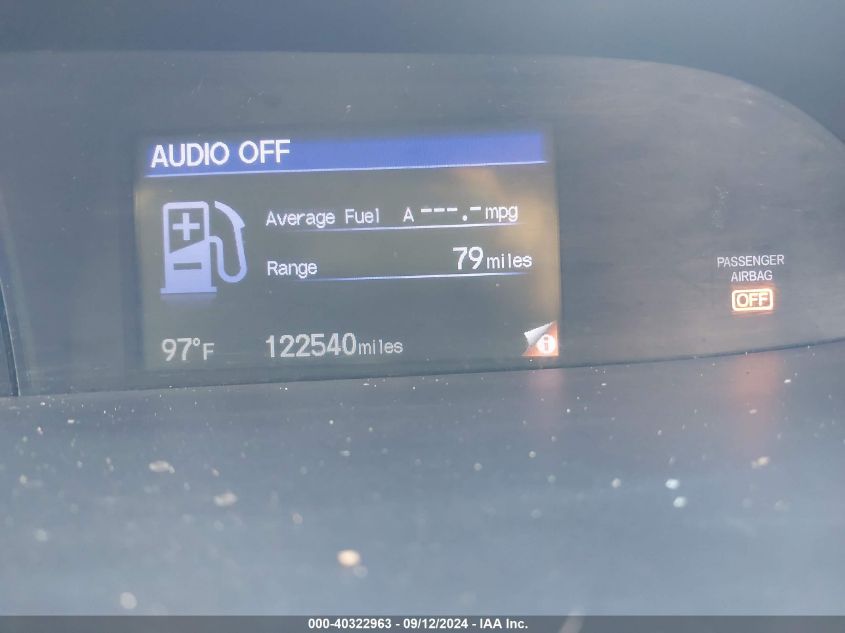 AUDIO OFF
Average Fuel A ---.- mpg
Range 79 miles
97°F 122540 miles
PASSENGER
AIRBAG
OFF
000-40322963 - 09/12/2024 - IAA Inc.